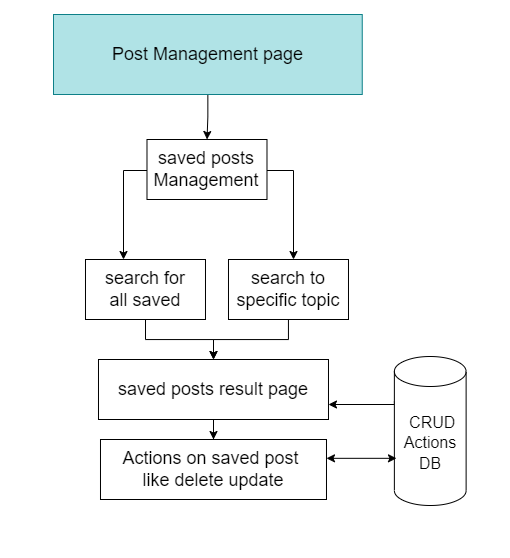 Post Management page
saved posts
Management
search for
all saved
search to
specific topic
saved posts result page
CRUD
Actions
DB
Actions on saved post
like delete update